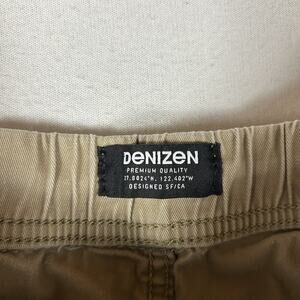 DENIZEN
PREMIUM QUALITY
37.8024°N, 122.402°W
DESIGNED SF/CA